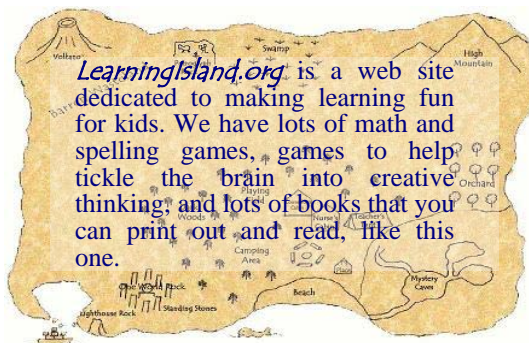 Volcano
Swamp
High
Mountain
LearningIsland.org is a web site
dedicated to making learning fun
for kids. We have lots of math and
spelling games, games to help
tickle the brain into creative
thinking, and lots of books that you
can print out and read, like this
one.
Orchard
Playing
Woods
Nurse's
Teacher's
Camping
Area
Place
Mystery
Caves
Beach
One World Rock
Standing Stones
Lighthouse Rock